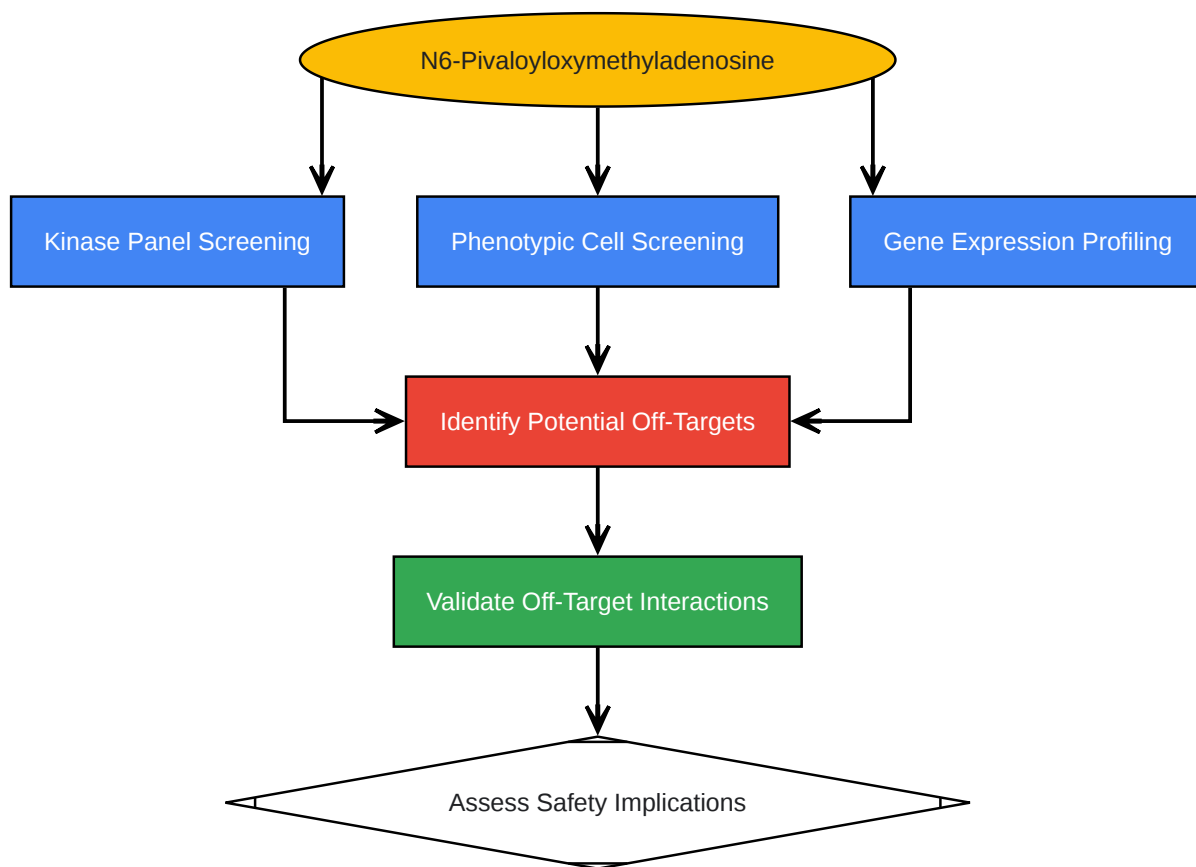 N6-Pivaloyloxymethyladenosine
Kinase Panel Screening
Phenotypic Cell Screening
Gene Expression Profiling
Identify Potential Off-Targets
Validate Off-Target Interactions
Assess Safety Implications